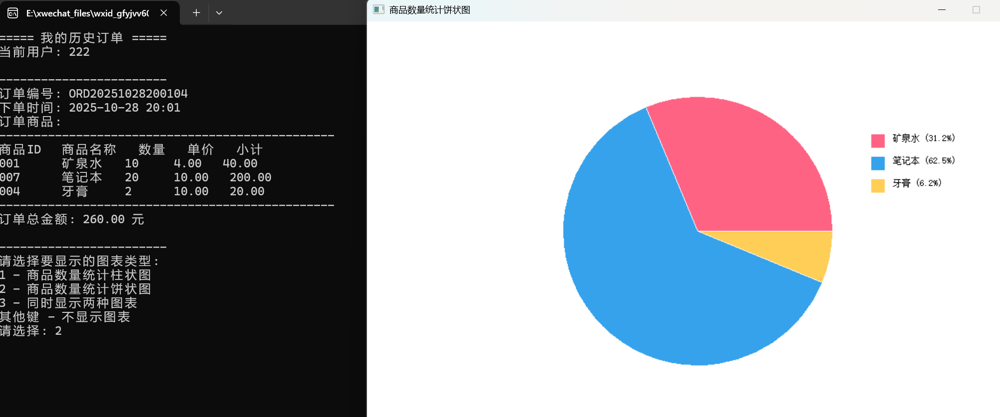 E:\xwechat_files\wxid_gfyjvv6(
===== 我的历史订单 =====
当前用户: 222
------------------------
订单编号: ORD20251028200104
下单时间: 2025-10-28 20:01
订单商品:
------------------------------------------------
商品ID 商品名称 数量 单价 小计
001 矿泉水 10 4.00 40.00
007 笔记本 20 10.00 200.00
004 牙膏 2 10.00 20.00
------------------------------------------------
订单总金额: 260.00 元
------------------------
请选择要显示的图表类型:
1 - 商品数量统计柱状图
2 - 商品数量统计饼状图
3 - 同时显示两种图表
其他键 - 不显示图表
请选择: 2
商品数量统计饼状图
矿泉水 (31.2%)
笔记本 (62.5%)
牙膏 (6.2%)